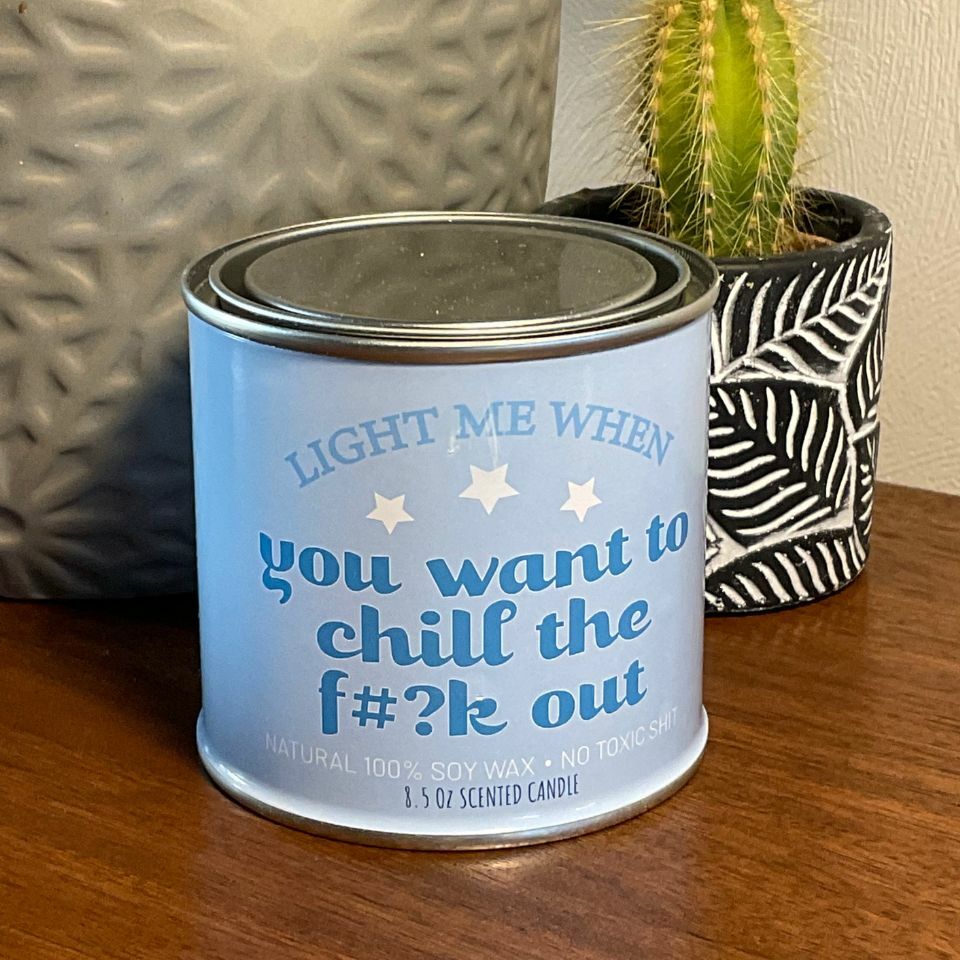 LIGHT ME WHEN
you want to
chill the
f#?k out
NATURAL 100% SOY WAX • NO TOXIC SHIT
8.5 Oz SCENTED CANDLE